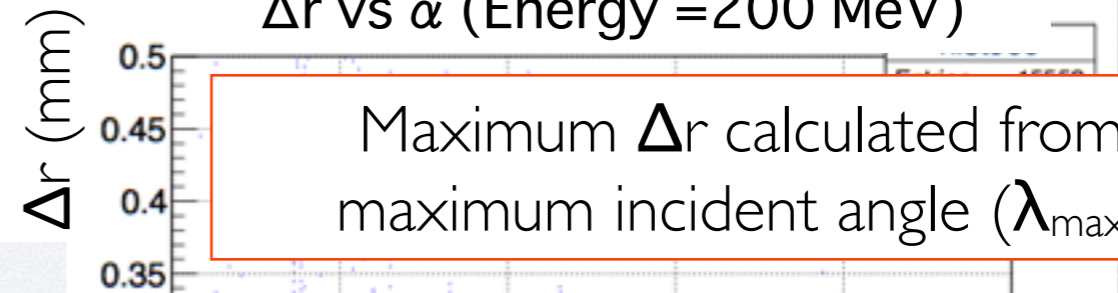 Δr vs α (Energy =200 MeV)
Δr (mm)
0.5
0.45
0.4
0.35
Maximum Δr calculated from
maximum incident angle (λmax